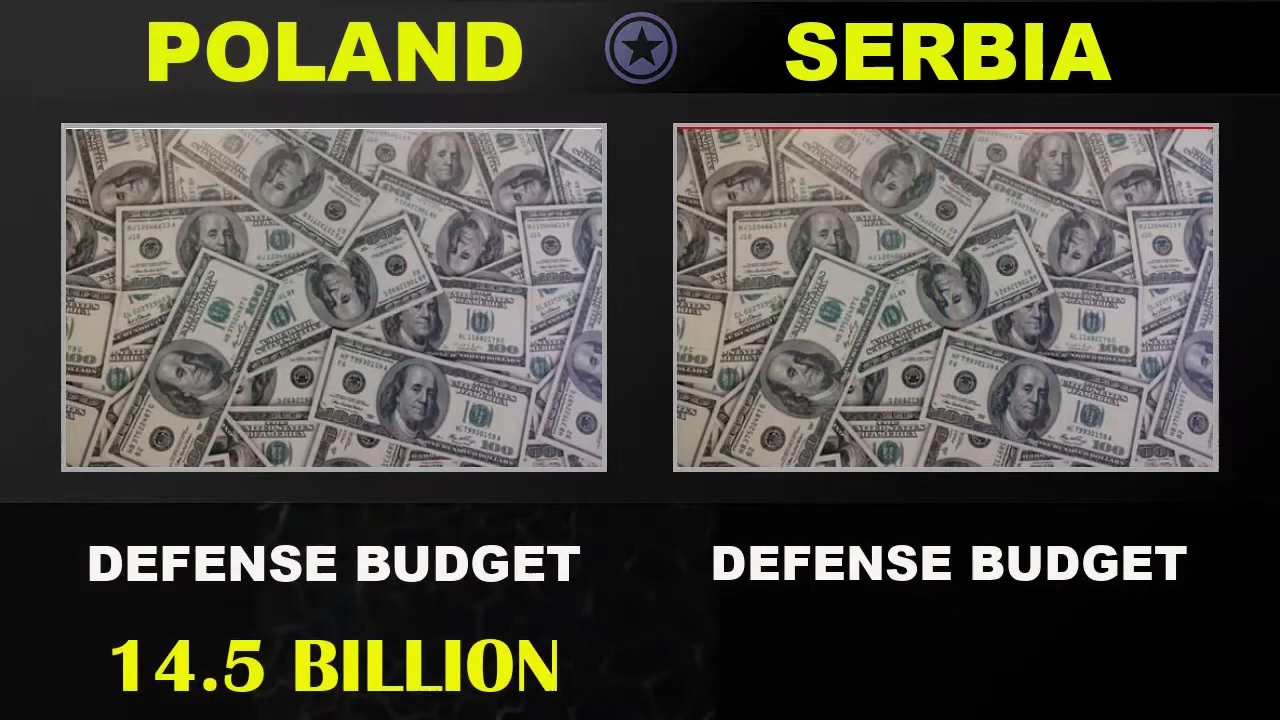 POLAND
SERBIA
DEFENSE BUDGET
DEFENSE BUDGET
14.5 BILLION